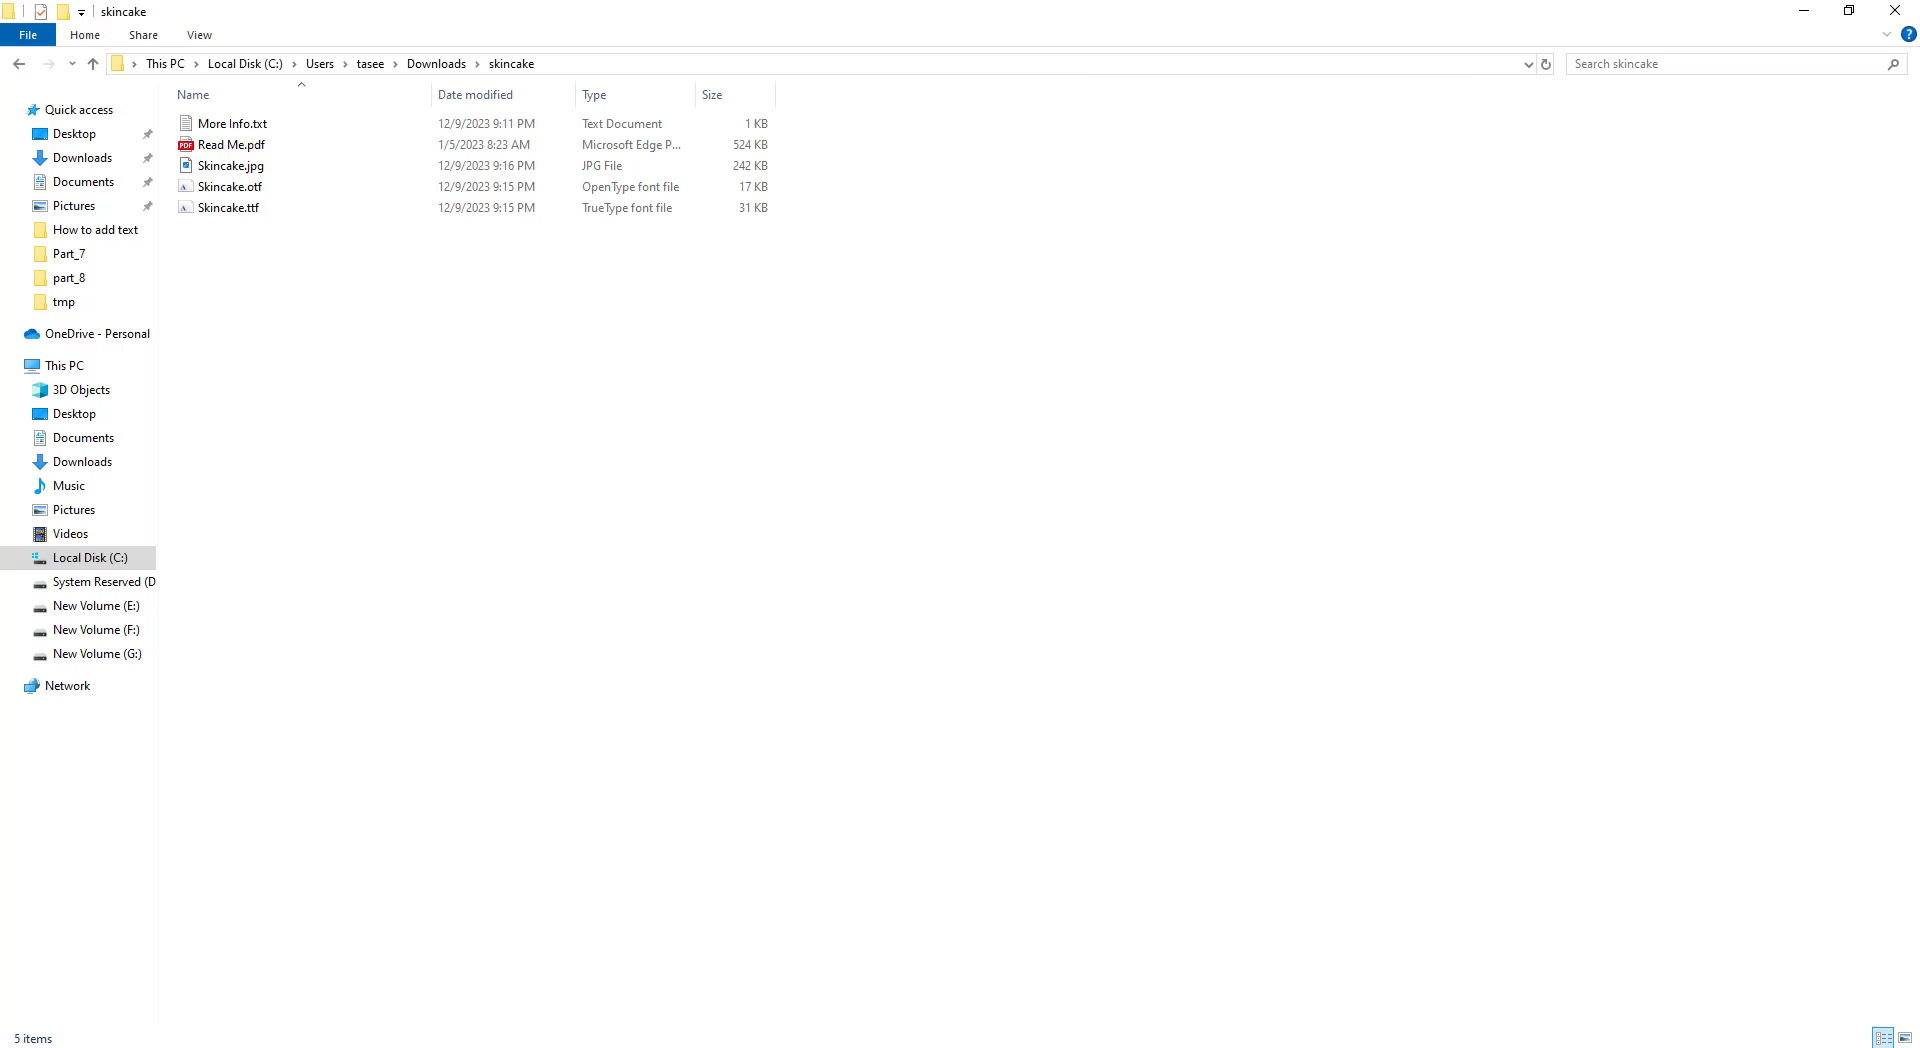 skincake
File Home Share View
This PC Local Disk (C:) Users tasee Downloads skincake
Search skincake
Name Date modified Type Size
More Info.txt 12/9/2023 9:11 PM Text Document 1 KB
Read Me.pdf 1/5/2023 8:23 AM Microsoft Edge P... 524 KB
Skincake.jpg 12/9/2023 9:16 PM JPG File 242 KB
Skincake.otf 12/9/2023 9:15 PM OpenType font file 17 KB
Skincake.ttf 12/9/2023 9:15 PM TrueType font file 31 KB
Quick access
Desktop
Downloads
Documents
Pictures
How to add text
Part_7
part_8
tmp
OneDrive - Personal
This PC
3D Objects
Desktop
Documents
Downloads
Music
Pictures
Videos
Local Disk (C:)
System Reserved (D
New Volume (E:)
New Volume (F:)
New Volume (G:)
Network
5 items